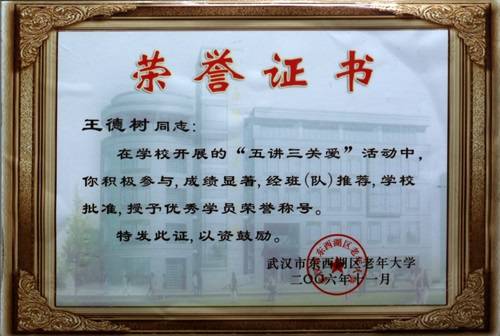 荣誉证书
王德树同志:
在学校开展的“五讲三关爱”活动中,
你积极参与,成绩显著,经班(队)推荐,学校
批准,授予优秀学员荣誉称号。
特发此证,以资鼓励。
武汉市东西湖区老年大学
二〇〇六年十一月